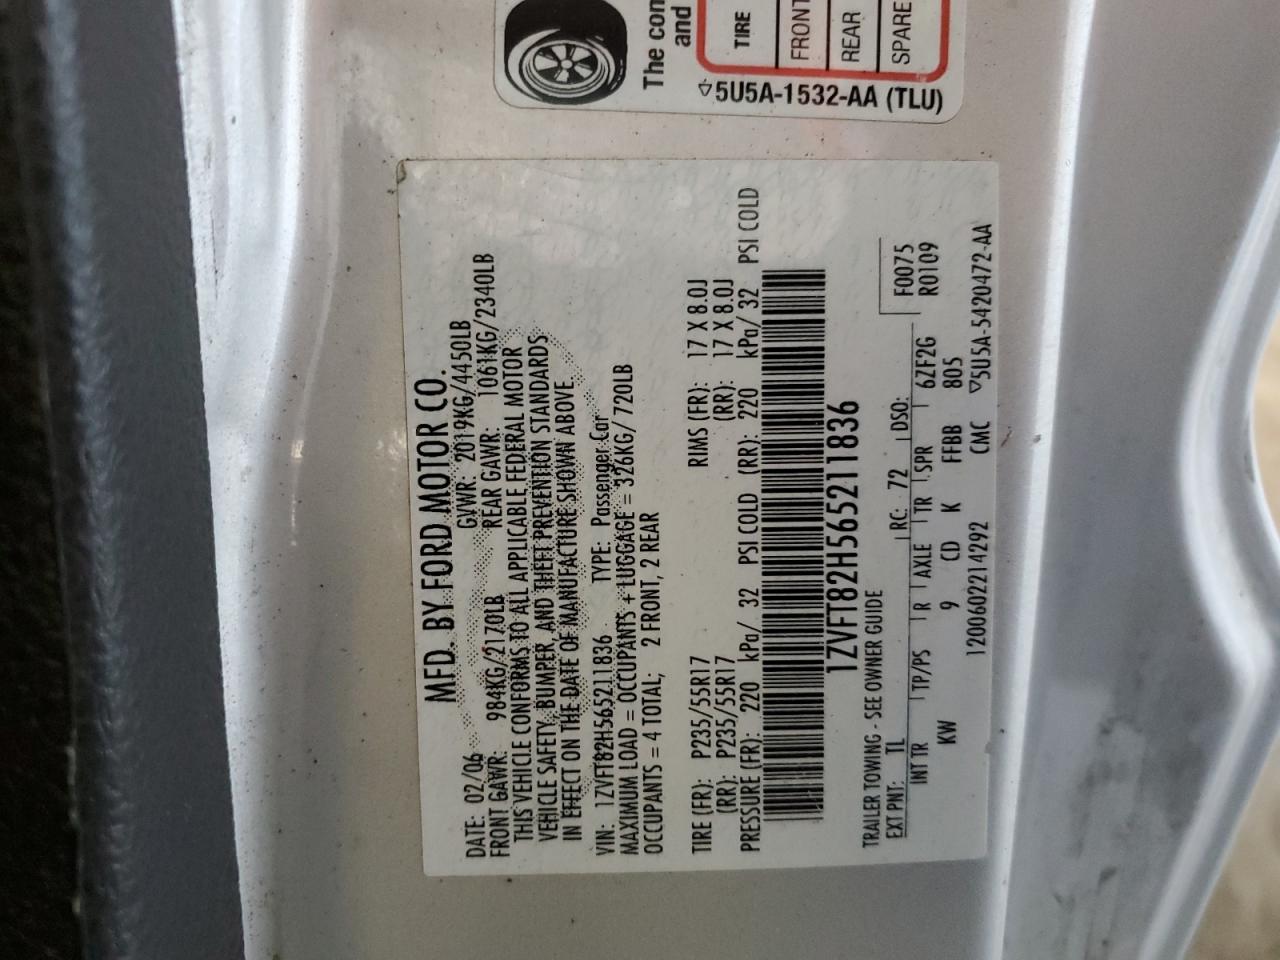 MFD. BY FORD MOTOR CO.
DATE: 02/06 GVWR: 2019KG/4450LB
FRONT GAWR: 984KG/2170LB REAR GAWR: 1061KG/2340LB
THIS VEHICLE CONFORMS TO ALL APPLICABLE FEDERAL MOTOR
VEHICLE SAFETY, BUMPER, AND THEFT PREVENTION STANDARDS
IN EFFECT ON THE DATE OF MANUFACTURE SHOWN ABOVE.
VIN: 1ZVFT82H565211836 TYPE: Passenger Car
MAXIMUM LOAD = OCCUPANTS + LUGGAGE = 326KG/ 720LB
OCCUPANTS = 4 TOTAL; 2 FRONT, 2 REAR
TIRE (FR): P235/55R17 RIMS (FR): 17 X 8.0J
(RR): P235/55R17 (RR): 17 X 8.0J
PRESSURE (FR): 220 kPa/ 32 PSI COLD (RR): 220 kPa/ 32 PSI COLD
1ZVFT82H565211836
TRAILER TOWING - SEE OWNER GUIDE
F0075
R0109
EXT PNT: TL RC: 72 DSO:
INT TR TP/PS R AXLE TR SPR 6ZF2G
KW 9 CD K FFBB 805
1200602214292 CMC ▽5U5A-5420472-AA
The con
and
TIRE
FRONT
REAR
SPARE
▽5U5A-1532-AA (TLU)